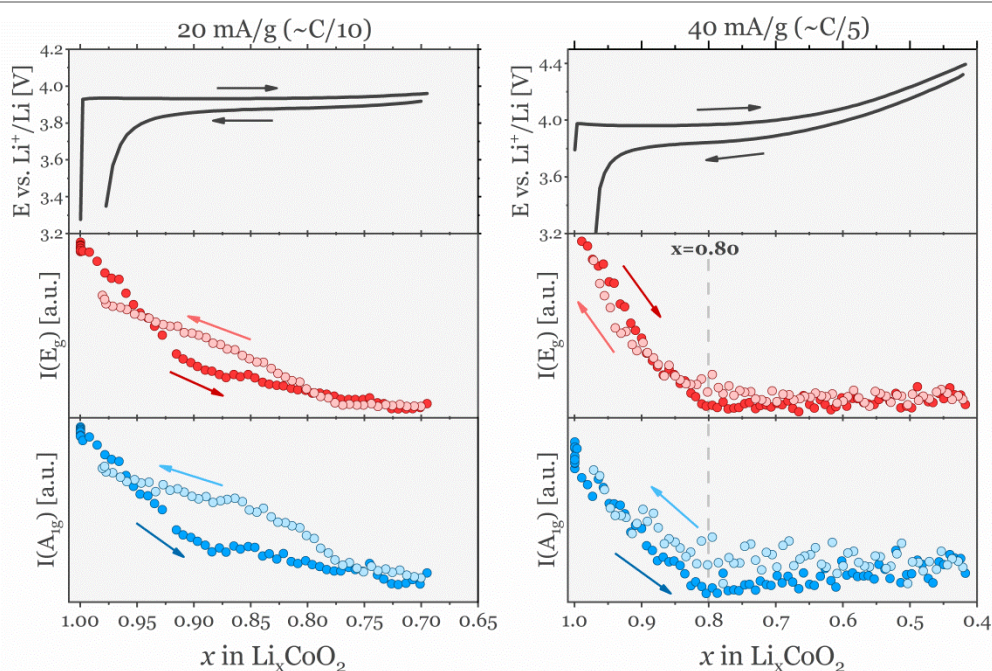 20 mA/g (~C/10)
40 mA/g (~C/5)
E vs. Li⁺/Li [V]
4.2
4.0
3.8
3.6
3.4
3.2
E vs. Li⁺/Li [V]
4.4
4.0
3.6
3.2
I(E_g) [a.u.]
I(E_g) [a.u.]
x=0.80
I(A_1g) [a.u.]
I(A_1g) [a.u.]
1.00 0.95 0.90 0.85 0.80 0.75 0.70 0.65
1.0 0.9 0.8 0.7 0.6 0.5 0.4
x in LiₓCoO₂
x in LiₓCoO₂